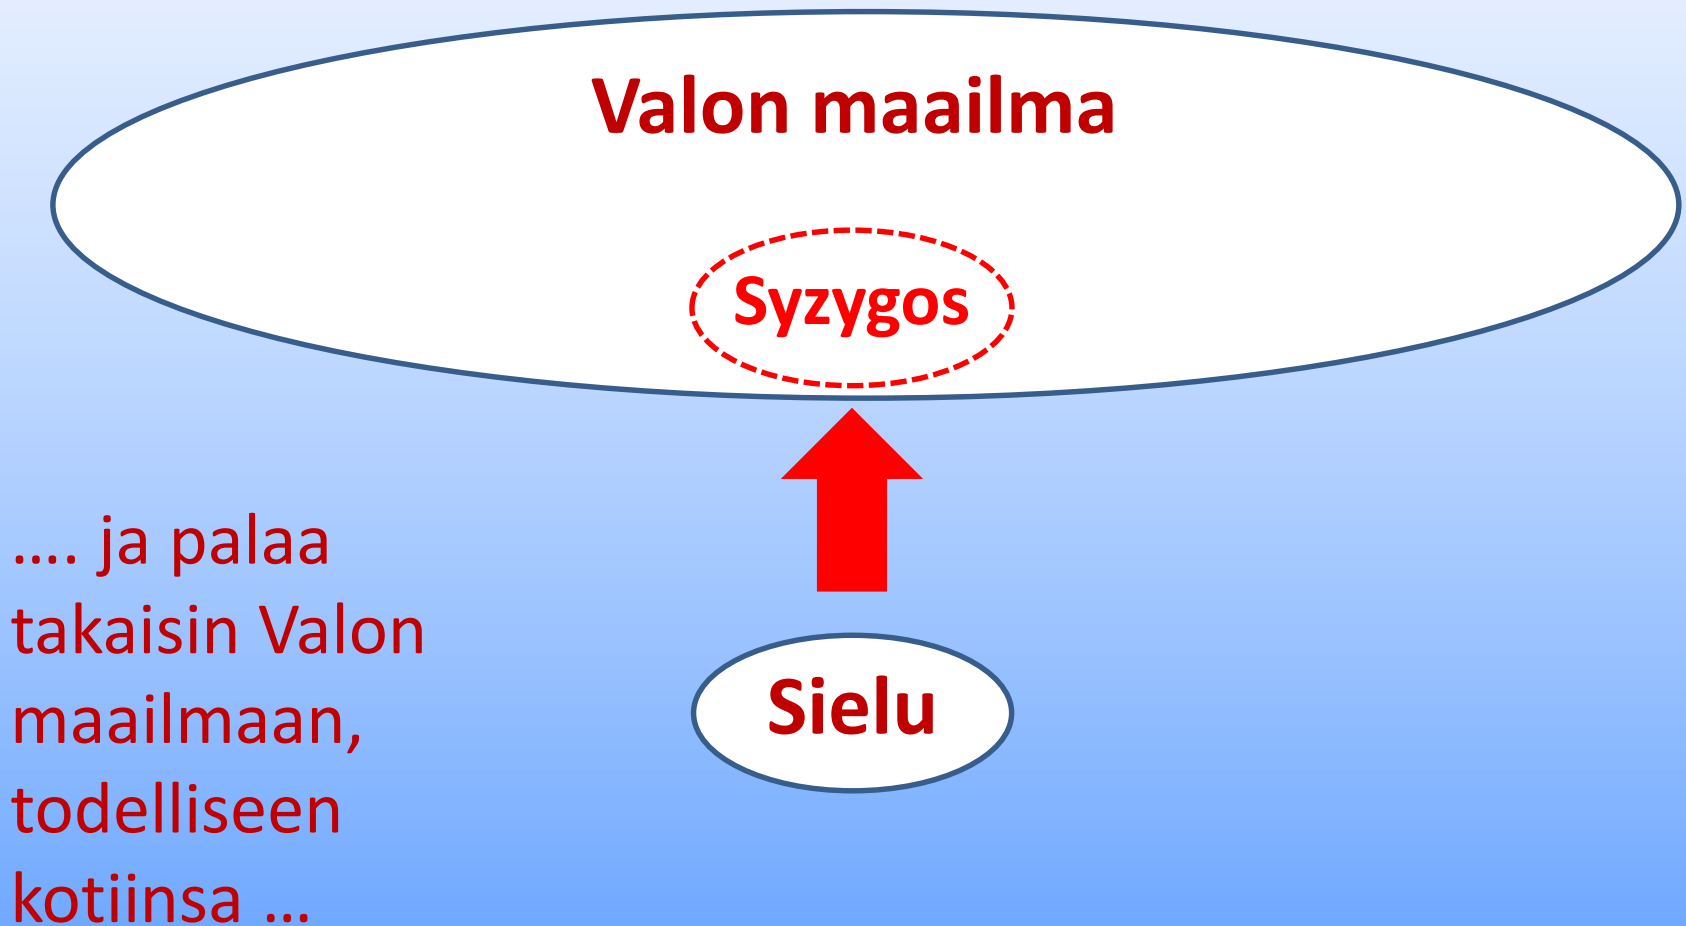 Valon maailma
Syzygos
Sielu
.... ja palaa
takaisin Valon
maailmaan,
todelliseen
kotiinsa ...